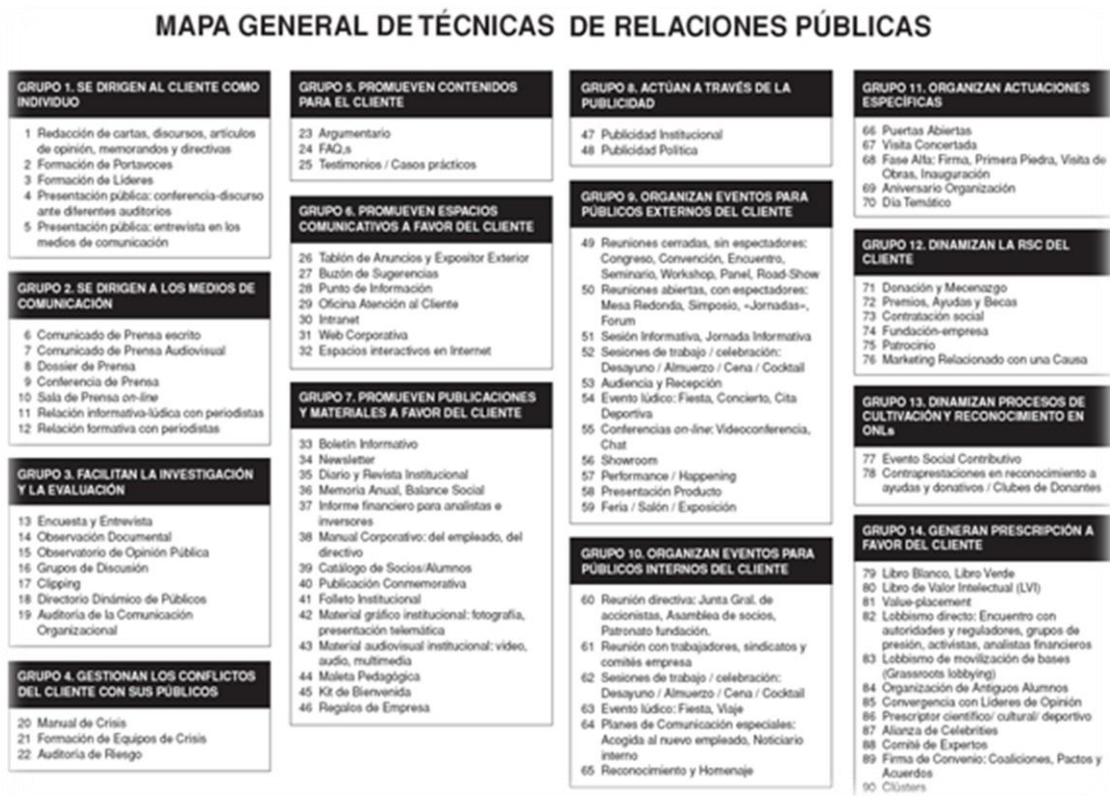 MAPA GENERAL DE TÉCNICAS DE RELACIONES PÚBLICAS
GRUPO 1. SE DIRIGEN AL CLIENTE COMO
INDIVIDUO
1 Redacción de cartas, discursos, artículos
de opinión, memorandos y directivas
2 Formación de Portavoces
3 Formación de Líderes
4 Presentación pública: conferencia-discurso
ante diferentes auditorios
5 Presentación pública: entrevista en los
medios de comunicación
GRUPO 2. SE DIRIGEN A LOS MEDIOS DE
COMUNICACIÓN
6 Comunicado de Prensa escrito
7 Comunicado de Prensa Audiovisual
8 Dossier de Prensa
9 Conferencia de Prensa
10 Sala de Prensa on-line
11 Relación informativa-lúdica con periodistas
12 Relación formativa con periodistas
GRUPO 3. FACILITAN LA INVESTIGACIÓN
Y LA EVALUACIÓN
13 Encuesta y Entrevista
14 Observación Documental
15 Observatorio de Opinión Pública
16 Grupos de Discusión
17 Clipping
18 Directorio Dinámico de Públicos
19 Auditoría de la Comunicación
Organizacional
GRUPO 4. GESTIONAN LOS CONFLICTOS
DEL CLIENTE CON SUS PÚBLICOS
20 Manual de Crisis
21 Formación de Equipos de Crisis
22 Auditoría de Riesgo
GRUPO 5. PROMUEVEN CONTENIDOS
PARA EL CLIENTE
23 Argumentario
24 FAQ,s
25 Testimonios / Casos prácticos
GRUPO 6. PROMUEVEN ESPACIOS
COMUNICATIVOS A FAVOR DEL CLIENTE
26 Tablón de Anuncios y Expositor Exterior
27 Buzón de Sugerencias
28 Punto de Información
29 Oficina Atención al Cliente
30 Intranet
31 Web Corporativa
32 Espacios interactivos en Internet
GRUPO 7. PROMUEVEN PUBLICACIONES
Y MATERIALES A FAVOR DEL CLIENTE
33 Boletín Informativo
34 Newsletter
35 Diario y Revista Institucional
36 Memoria Anual, Balance Social
37 Informe financiero para analistas e
inversores
38 Manual Corporativo: del empleado, del
directivo
39 Catálogo de Socios/Alumnos
40 Publicación Conmemorativa
41 Folleto Institucional
42 Material gráfico institucional: fotografía,
presentación telemática
43 Material audiovisual institucional: vídeo,
audio, multimedia
44 Maleta Pedagógica
45 Kit de Bienvenida
46 Regalos de Empresa
GRUPO 8. ACTÚAN A TRAVÉS DE LA
PUBLICIDAD
47 Publicidad Institucional
48 Publicidad Política
GRUPO 9. ORGANIZAN EVENTOS PARA
PÚBLICOS EXTERNOS DEL CLIENTE
49 Reuniones cerradas, sin espectadores:
Congreso, Convención, Encuentro,
Seminario, Workshop, Panel, Road-Show
50 Reuniones abiertas, con espectadores:
Mesa Redonda, Simposio, «Jornadas»,
Forum
51 Sesión Informativa, Jornada Informativa
52 Sesiones de trabajo / celebración:
Desayuno / Almuerzo / Cena / Cocktail
53 Audiencia y Recepción
54 Evento lúdico: Fiesta, Concierto, Cita
Deportiva
55 Conferencias on-line: Videoconferencia,
Chat
56 Showroom
57 Performance / Happening
58 Presentación Producto
59 Feria / Salón / Exposición
GRUPO 10. ORGANIZAN EVENTOS PARA
PÚBLICOS INTERNOS DEL CLIENTE
60 Reunión directiva: Junta Gral. de
accionistas, Asamblea de socios,
Patronato fundación.
61 Reunión con trabajadores, sindicatos y
comités empresa
62 Sesiones de trabajo / celebración:
Desayuno / Almuerzo / Cena / Cocktail
63 Evento lúdico: Fiesta, Viaje
64 Planes de Comunicación especiales:
Acogida al nuevo empleado, Noticiario
interno
65 Reconocimiento y Homenaje
GRUPO 11. ORGANIZAN ACTUACIONES
ESPECÍFICAS
66 Puertas Abiertas
67 Visita Concertada
68 Fase Alfa: Firma, Primera Piedra, Visita de
Obras, Inauguración
69 Aniversario Organización
70 Día Temático
GRUPO 12. DINAMIZAN LA RSC DEL
CLIENTE
71 Donación y Mecenazgo
72 Premios, Ayudas y Becas
73 Contratación social
74 Fundación-empresa
75 Patrocinio
76 Marketing Relacionado con una Causa
GRUPO 13. DINAMIZAN PROCESOS DE
CULTIVACIÓN Y RECONOCIMIENTO EN
ONLs
77 Evento Social Contributivo
78 Contraprestaciones en reconocimiento a
ayudas y donativos / Clubes de Donantes
GRUPO 14. GENERAN PRESCRIPCIÓN A
FAVOR DEL CLIENTE
79 Libro Blanco, Libro Verde
80 Libro de Valor Intelectual (LVI)
81 Value-placement
82 Lobbismo directo: Encuentro con
autoridades y reguladores, grupos de
presión, activistas, analistas financieros
83 Lobbismo de movilización de bases
(Grassroots lobbying)
84 Organización de Antiguos Alumnos
85 Convergencia con Líderes de Opinión
86 Prescriptor científico/ cultural/ deportivo
87 Alianza de Celebrities
88 Comité de Expertos
89 Firma de Convenio: Coaliciones, Pactos y
Acuerdos
90 Clústers